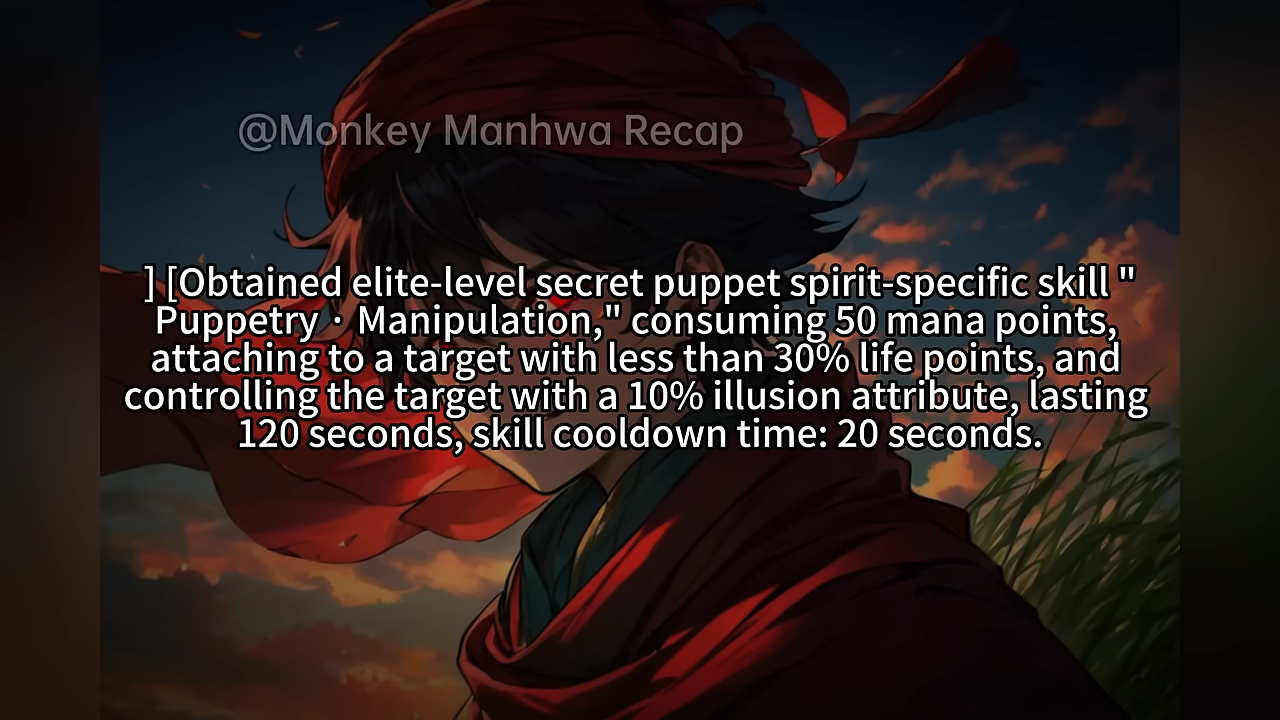 @Monkey Manhwa Recap
] [Obtained elite-level secret puppet spirit-specific skill "
Puppetry · Manipulation," consuming 50 mana points,
attaching to a target with less than 30% life points, and
controlling the target with a 10% illusion attribute, lasting
120 seconds, skill cooldown time: 20 seconds.